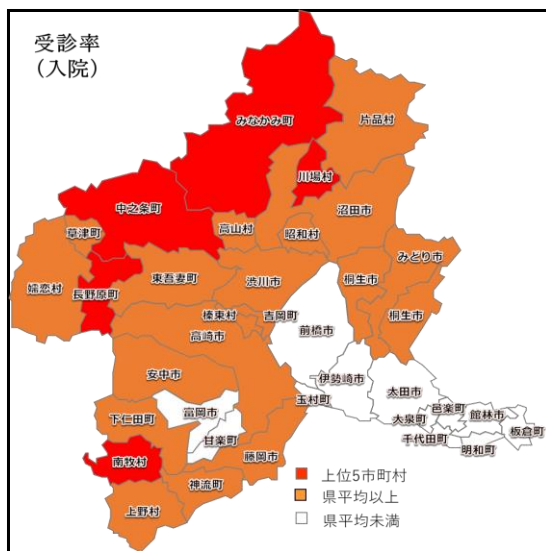 受診率
(入院)
みなかみ町
片品村
川場村
中之条町
沼田市
高山村
昭和村
草津町
みどり市
東吾妻町
渋川市
桐生市
嬬恋村
長野原町
榛東村
吉岡町
桐生市
前橋市
高崎市
安中市
伊勢崎市
玉村町
太田市
富岡市
邑楽町
館林市
下仁田町
大泉町
板倉町
甘楽町
千代田町
明和町
藤岡市
南牧村
神流町
上野村
上位5市町村
県平均以上
県平均未満